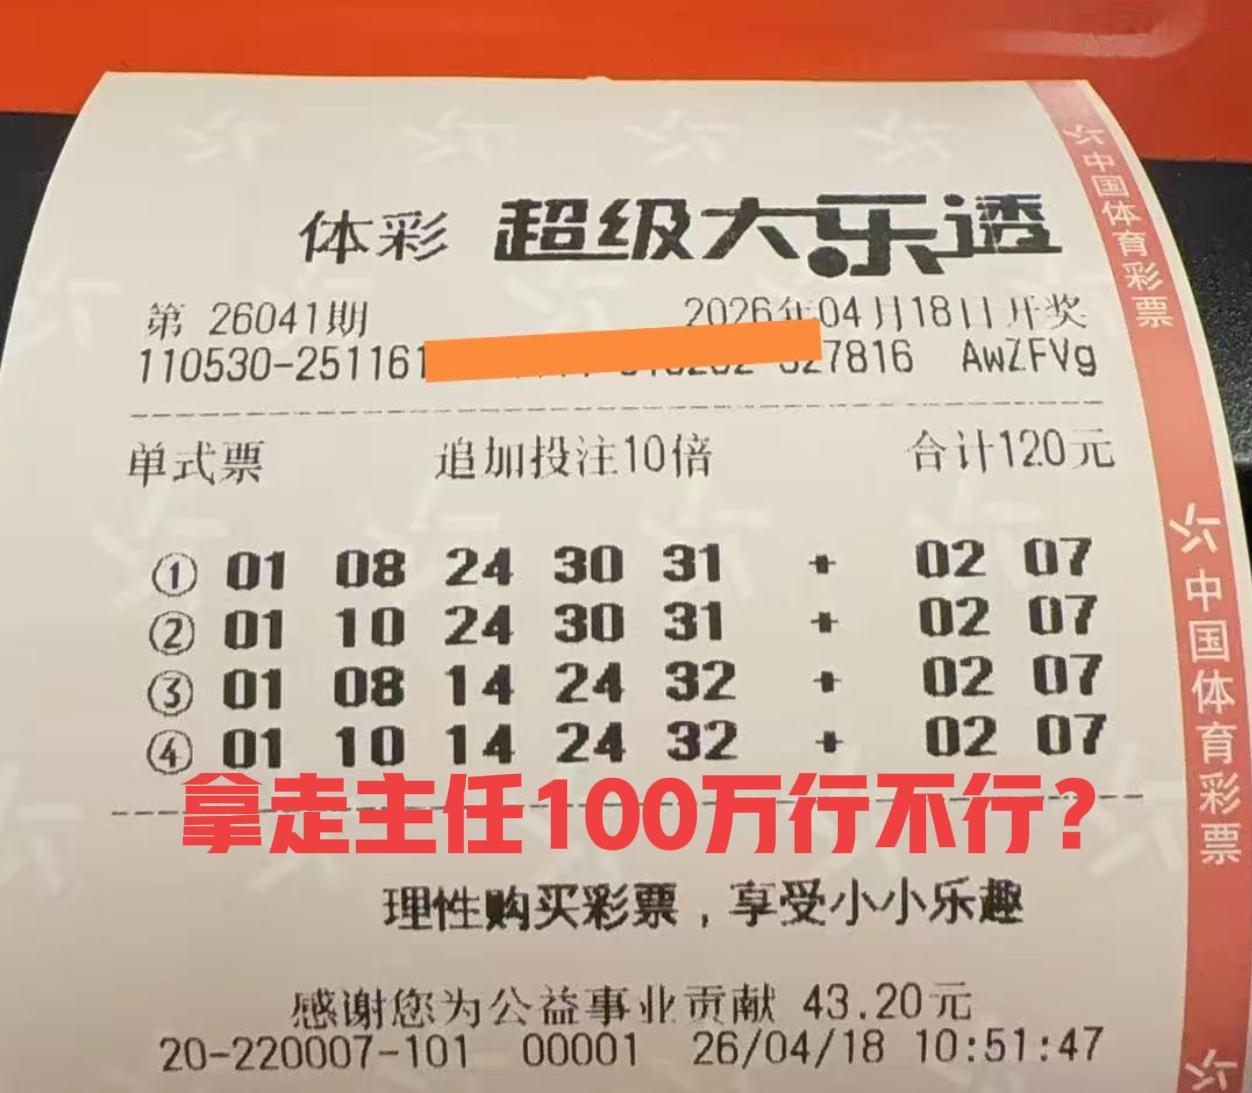 体彩 超级大乐透
第 26041期 2026年04月18日开奖
110530-251161 27816 AwZFVg
单式票 追加投注10倍 合计120元
① 01 08 24 30 31 + 02 07
② 01 10 24 30 31 + 02 07
③ 01 08 14 24 32 + 02 07
④ 01 10 14 24 32 + 02 07
拿走主任100万行不行?
理性购买彩票，享受小小乐趣
感谢您为公益事业贡献 43.20元
20-220007-101 00001 26/04/18 10:51:47
中国体育彩票
中国体育彩票